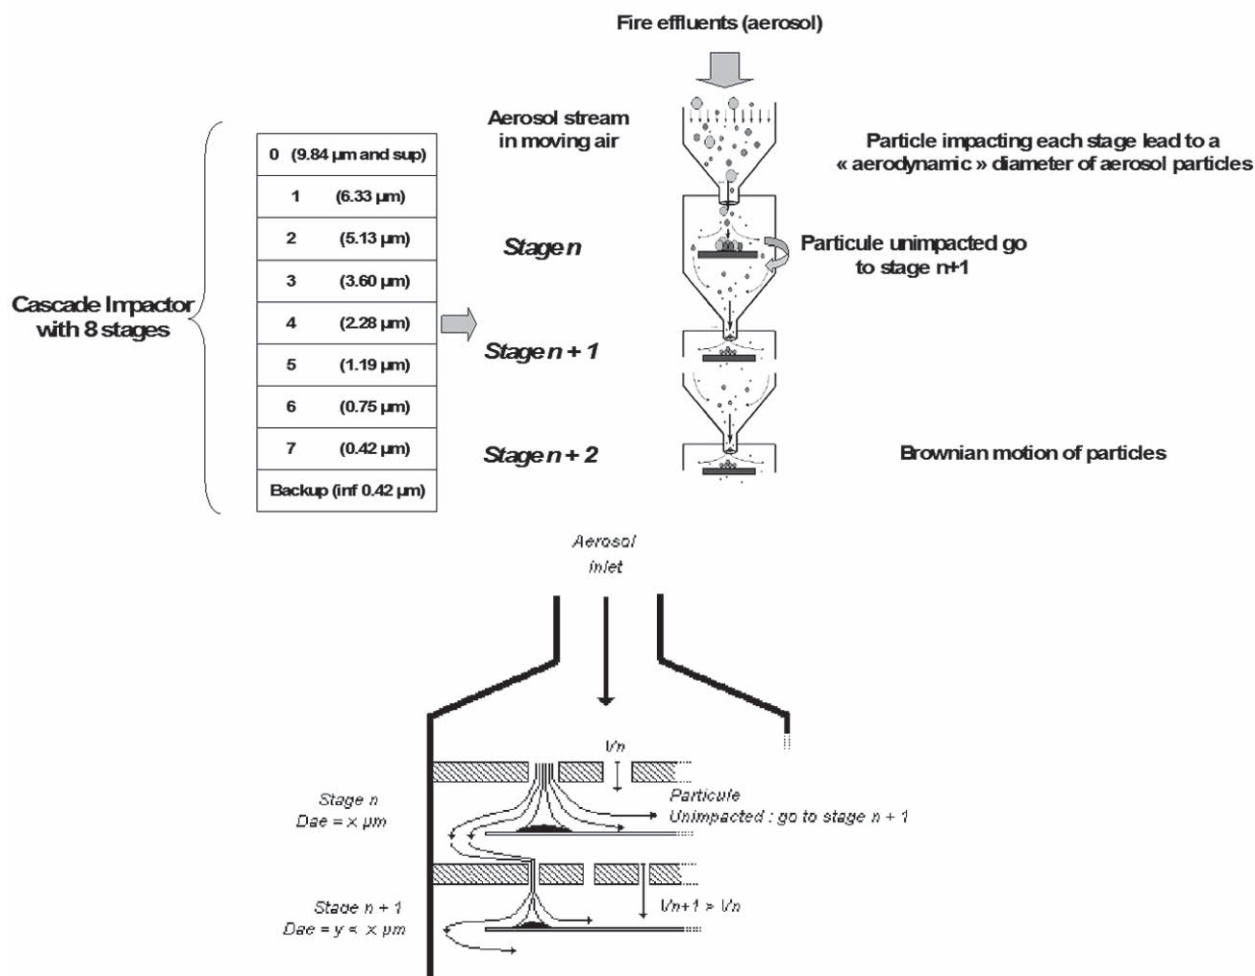 Fire effluents (aerosol)
Aerosol stream
in moving air
Particle impacting each stage lead to a
« aerodynamic » diameter of aerosol particles
Cascade Impactor
with 8 stages
0 (9.84 µm and sup)
1 (6.33 µm)
2 (5.13 µm)
3 (3.60 µm)
4 (2.28 µm)
5 (1.19 µm)
6 (0.75 µm)
7 (0.42 µm)
Backup (inf 0.42 µm)
Stage n
Particule unimpacted go
to stage n+1
Stage n + 1
Stage n + 2
Brownian motion of particles
Aerosol
inlet
Vn
Stage n
Dae = x µm
Particule
Unimpacted : go to stage n + 1
Stage n + 1
Dae = y < x µm
Vn+1 > Vn